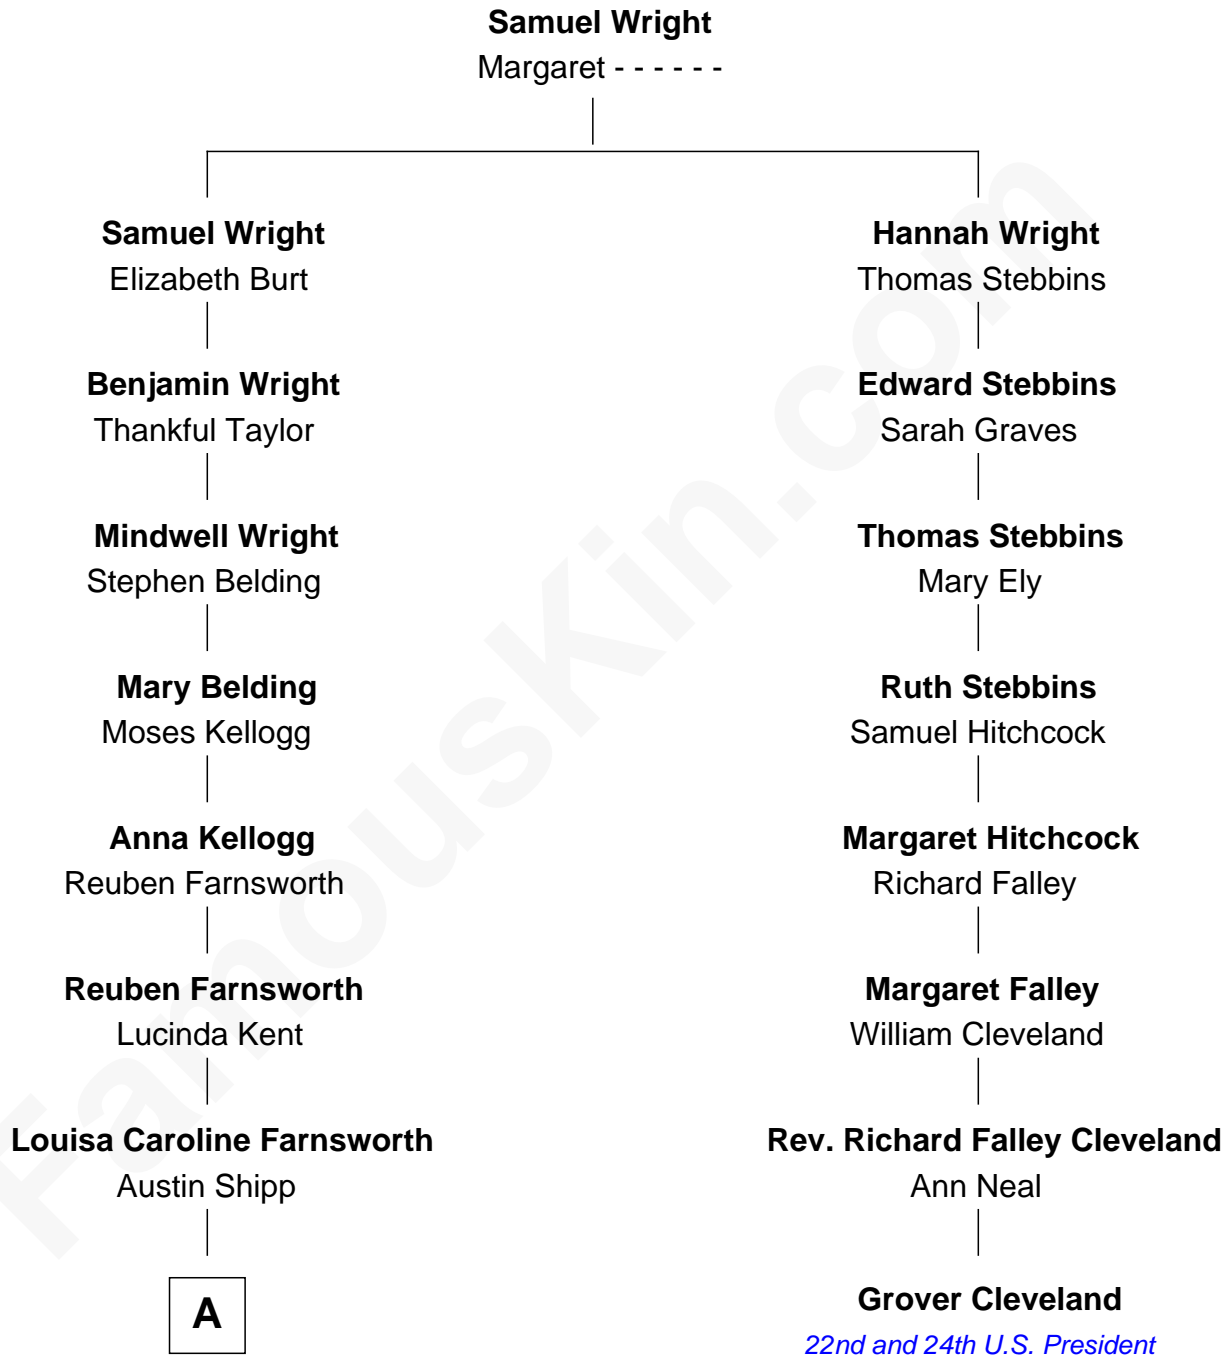 Samuel Wright
Margaret - - - - - -
Samuel Wright
Elizabeth Burt
Benjamin Wright
Thankful Taylor
Mindwell Wright
Stephen Belding
Mary Belding
Moses Kellogg
Anna Kellogg
Reuben Farnsworth
Reuben Farnsworth
Lucinda Kent
Louisa Caroline Farnsworth
Austin Shipp
A
Hannah Wright
Thomas Stebbins
Edward Stebbins
Sarah Graves
Thomas Stebbins
Mary Ely
Ruth Stebbins
Samuel Hitchcock
Margaret Hitchcock
Richard Falley
Margaret Falley
William Cleveland
Rev. Richard Falley Cleveland
Ann Neal
Grover Cleveland
22nd and 24th U.S. President
FamousKin.com